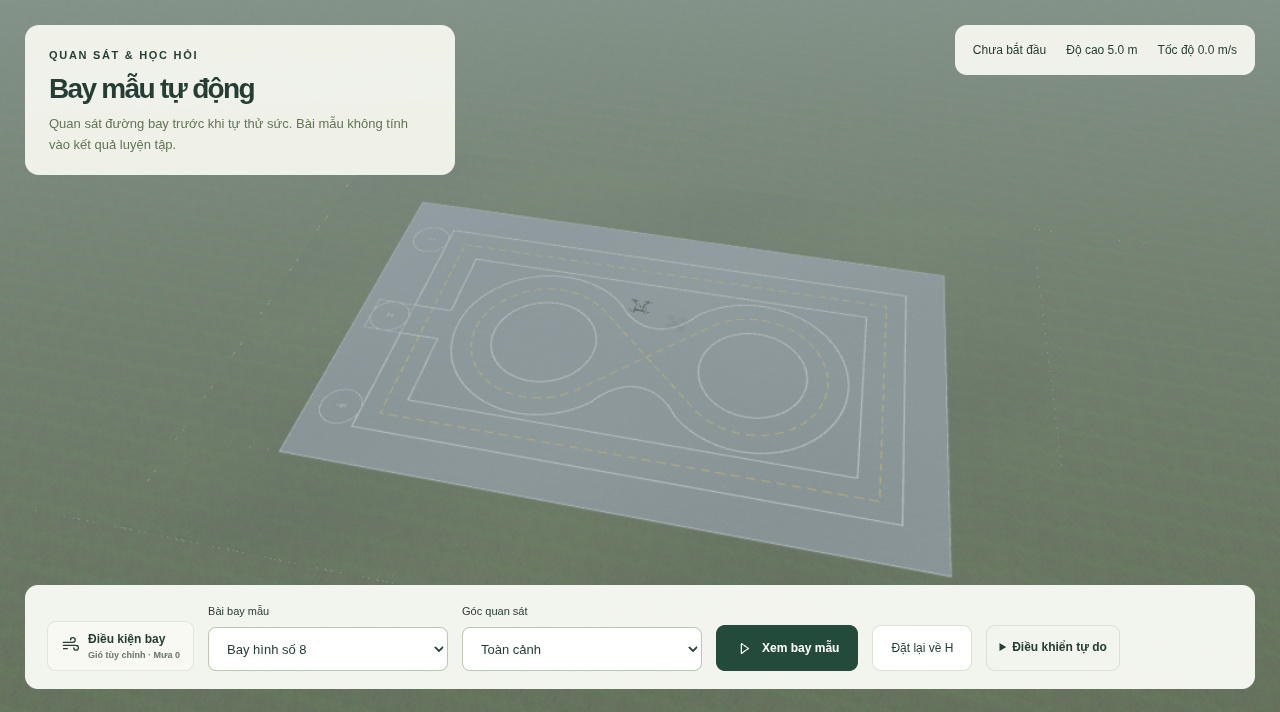 QUAN SÁT & HỌC HỎI
Bay mẫu tự động
Quan sát đường bay trước khi tự thử sức. Bài mẫu không tính
vào kết quả luyện tập.
Chưa bắt đầu Độ cao 5.0 m Tốc độ 0.0 m/s
Điều kiện bay
Gió tùy chỉnh · Mưa 0
Bài bay mẫu
Bay hình số 8
Góc quan sát
Toàn cảnh
Xem bay mẫu
Đặt lại về H
Điều khiển tự do